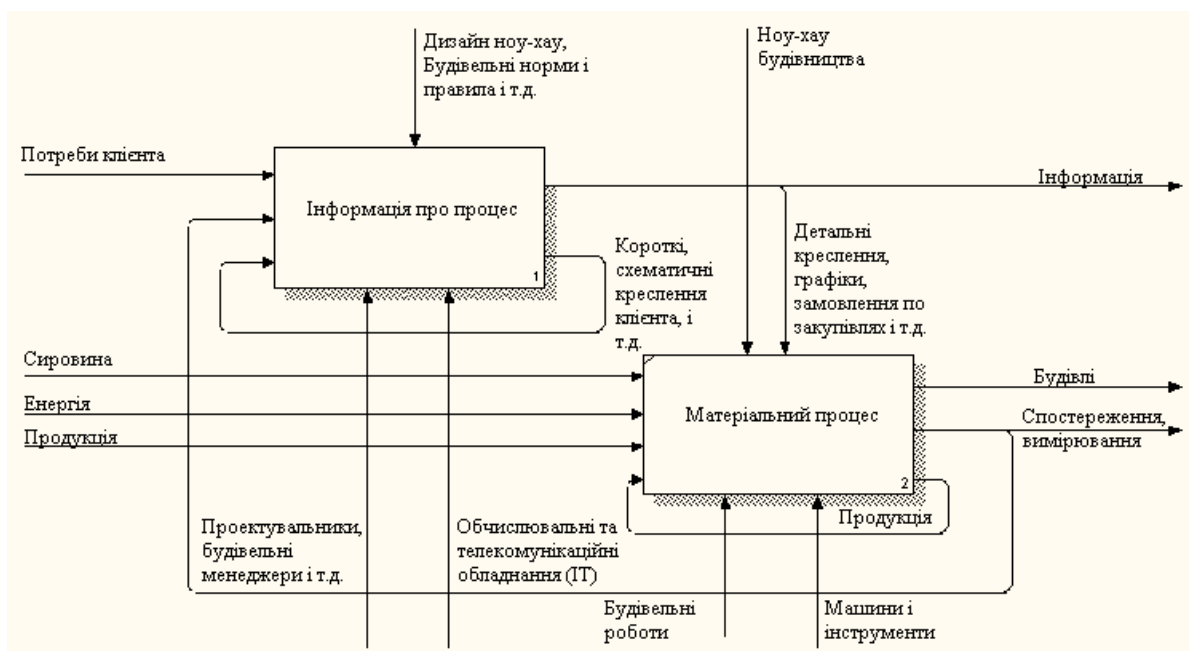 Дизайн ноу-хау,
Будівельні норми і
правила і т.д.
Ноу-хау
будівництва
Потреби клієнта
Інформація
Інформація про процес
1
Короткі,
схематичні
креслення
клієнта, і
т.д.
Детальні
креслення,
графіки,
замовлення по
закупівлях і т.д.
Сировина
Енергія
Продукція
Матеріальний процес
2
Будівлі
Спостереження,
вимірювання
Продукція
Проектувальники,
будівельні
менеджери і т.д.
Обчислювальні та
телекомунікаційні
обладнання (ІТ)
Будівельні
роботи
Машини і
інструменти